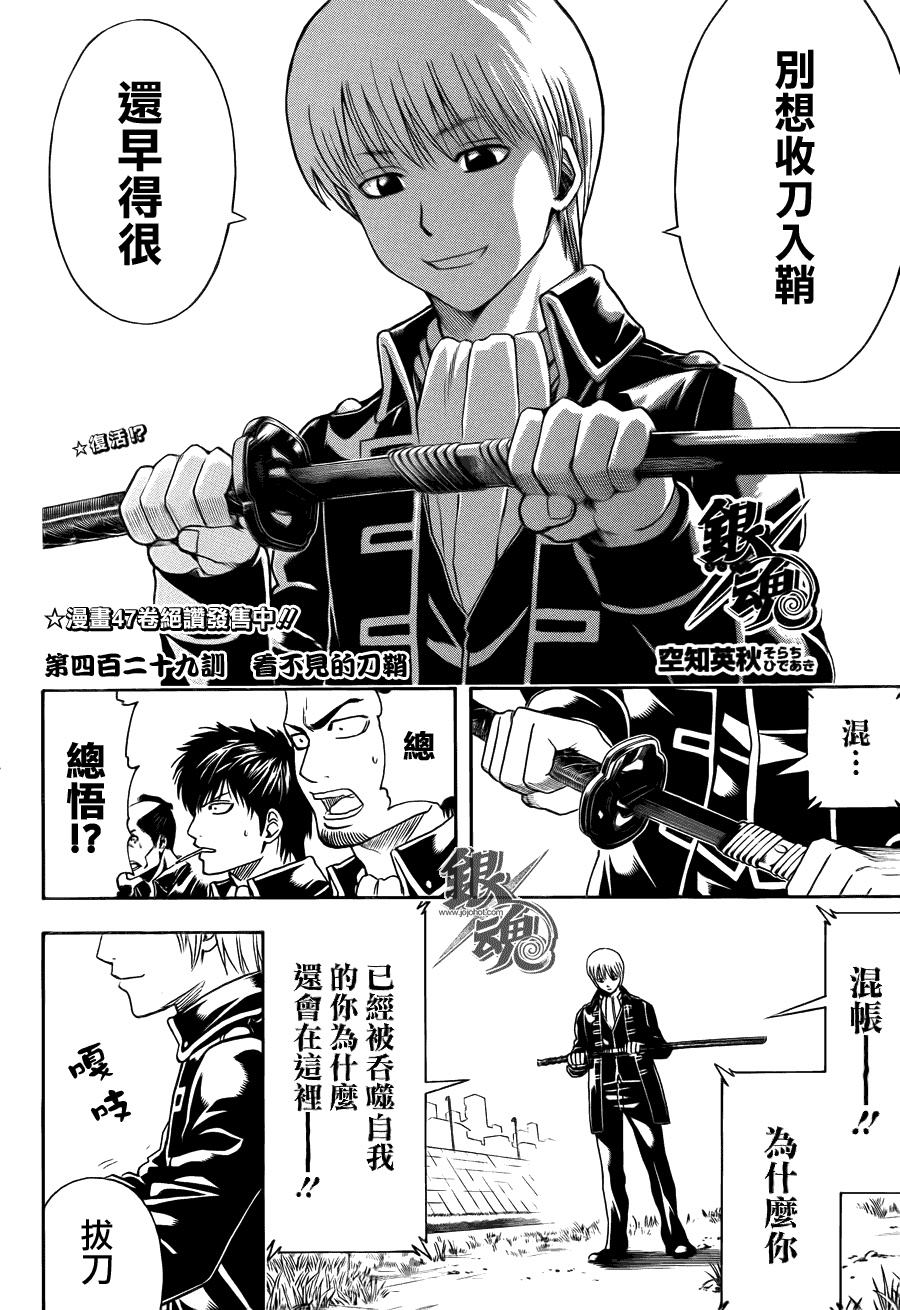 別想收刀入鞘
還早得很
☆復活!?
銀魂
☆漫畫47卷絕讚發售中!!
第四百二十九訓 看不見的刀鞘
空知英秋
そらち
ひであき
混…
總
總悟!?
銀魂
www.jojohot.com
混帳——!!
為什麼你
已經被吞噬自我
的你為什麼
還會在這裡——!!
嘎吱
拔刀